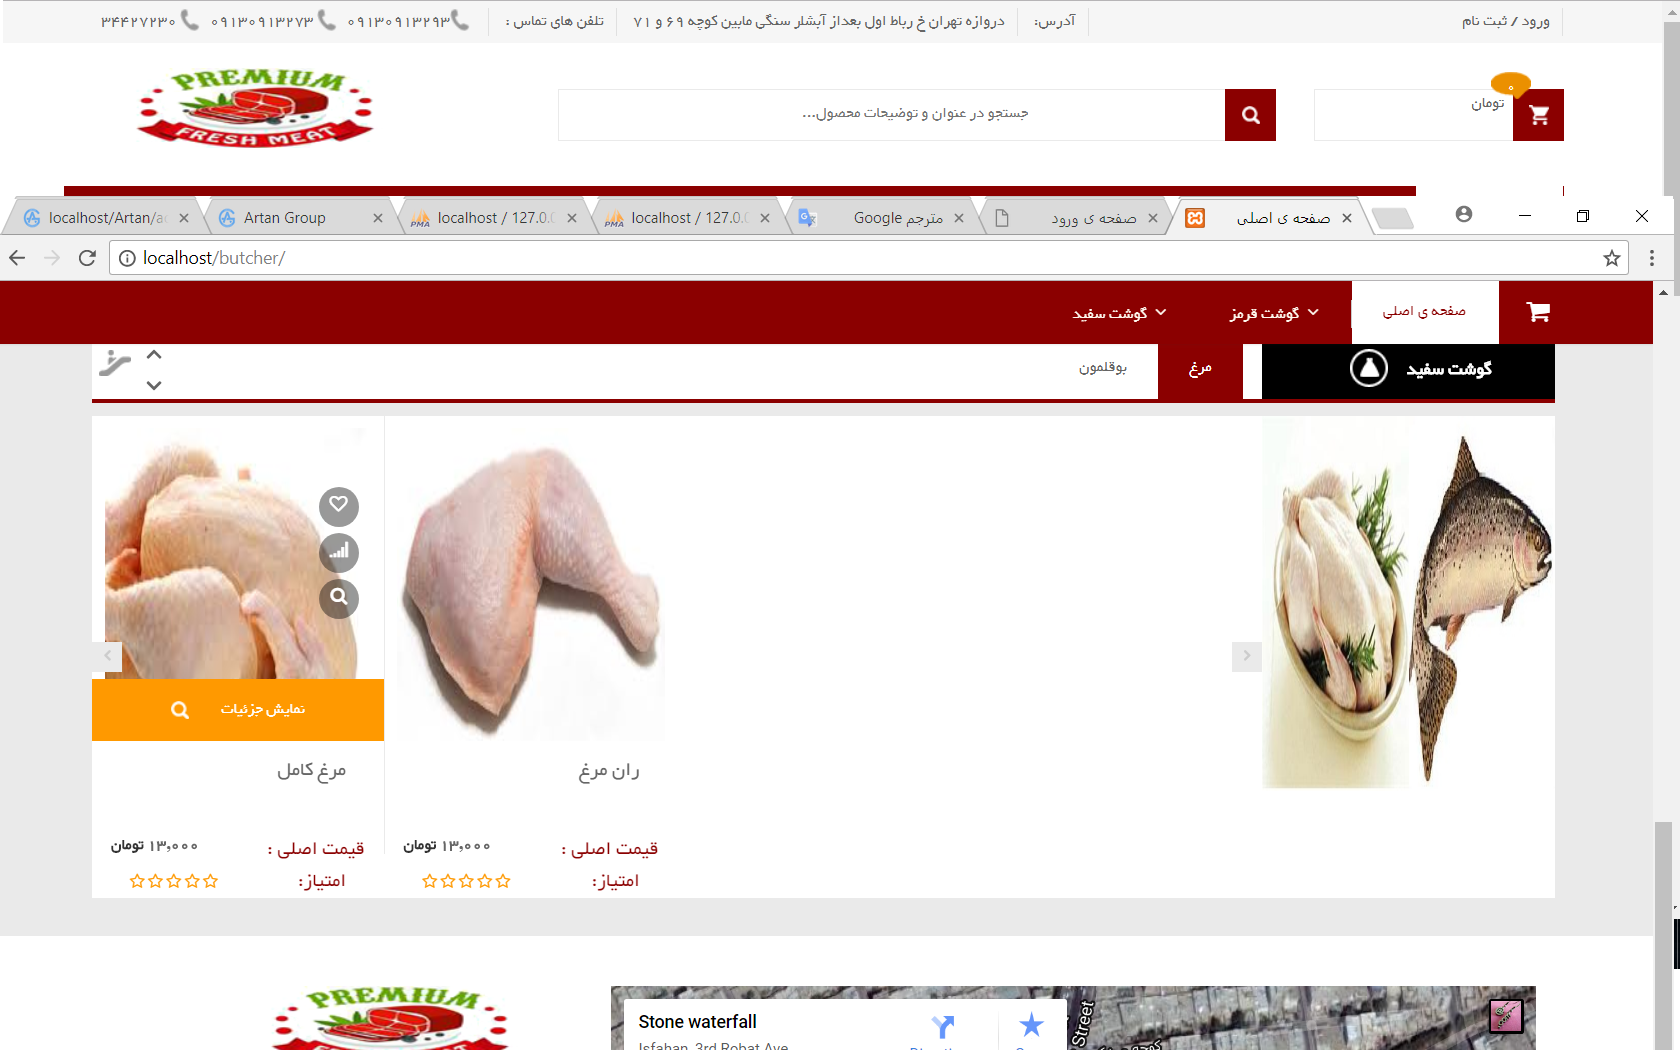 ورود / ثبت نام
آدرس:
دروازه تهران خ رباط اول بعداز آبشلر سنگی مابین کوچه ۶۹ و ۷۱
تلفن های تماس :
۰۹۱۳۰۹۱۳۲۹۳
۰۹۱۳۰۹۱۳۲۷۳
۳۴۴۲۷۲۳۰
PREMIUM
FRESH MEAT
جستجو در عنوان و توضیحات محصول...
۰
تومان
localhost/Artan/a
Artan Group
PMA localhost / 127.0.
PMA localhost / 127.0.
مترجم Google
صفحه ی ورود
صفحه ی اصلی
localhost/butcher/
صفحه ی اصلی
گوشت قرمز
گوشت سفید
گوشت سفید
مرغ
بوقلمون
نمایش جزئیات
مرغ کامل
ران مرغ
قیمت اصلی :
۱۳,۰۰۰ تومان
قیمت اصلی :
۱۳,۰۰۰ تومان
امتیاز:
امتیاز:
PREMIUM
Stone waterfall
Isfahan, 3rd Robat Ave
Street
کوچه